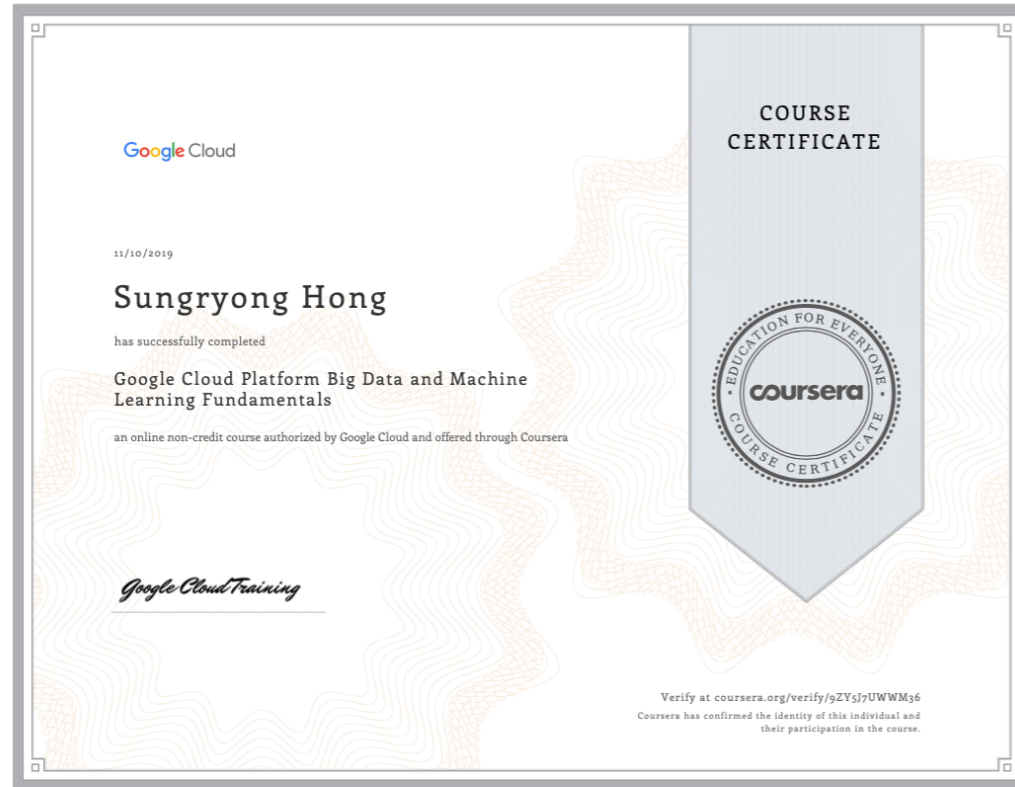 COURSE
CERTIFICATE
Google Cloud
11/10/2019
Sungryong Hong
has successfully completed
Google Cloud Platform Big Data and Machine
Learning Fundamentals
an online non-credit course authorized by Google Cloud and offered through Coursera
EDUCATION FOR EVERYONE
coursera
COURSE CERTIFICATE
Google Cloud Training
Verify at coursera.org/verify/9ZY5J7UWWM36
Coursera has confirmed the identity of this individual and
their participation in the course.